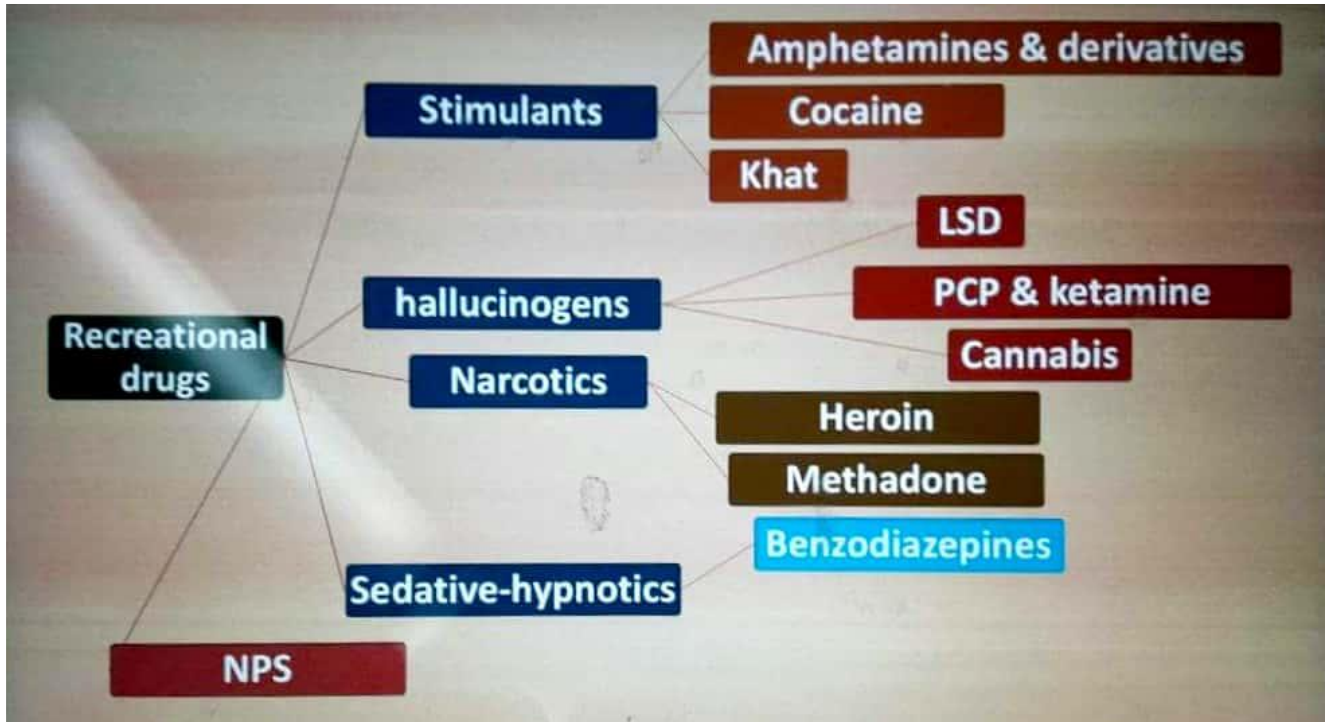 Recreational
drugs
Stimulants
Amphetamines & derivatives
Cocaine
Khat
hallucinogens
LSD
PCP & ketamine
Cannabis
Narcotics
Heroin
Methadone
Sedative-hypnotics
Benzodiazepines
NPS